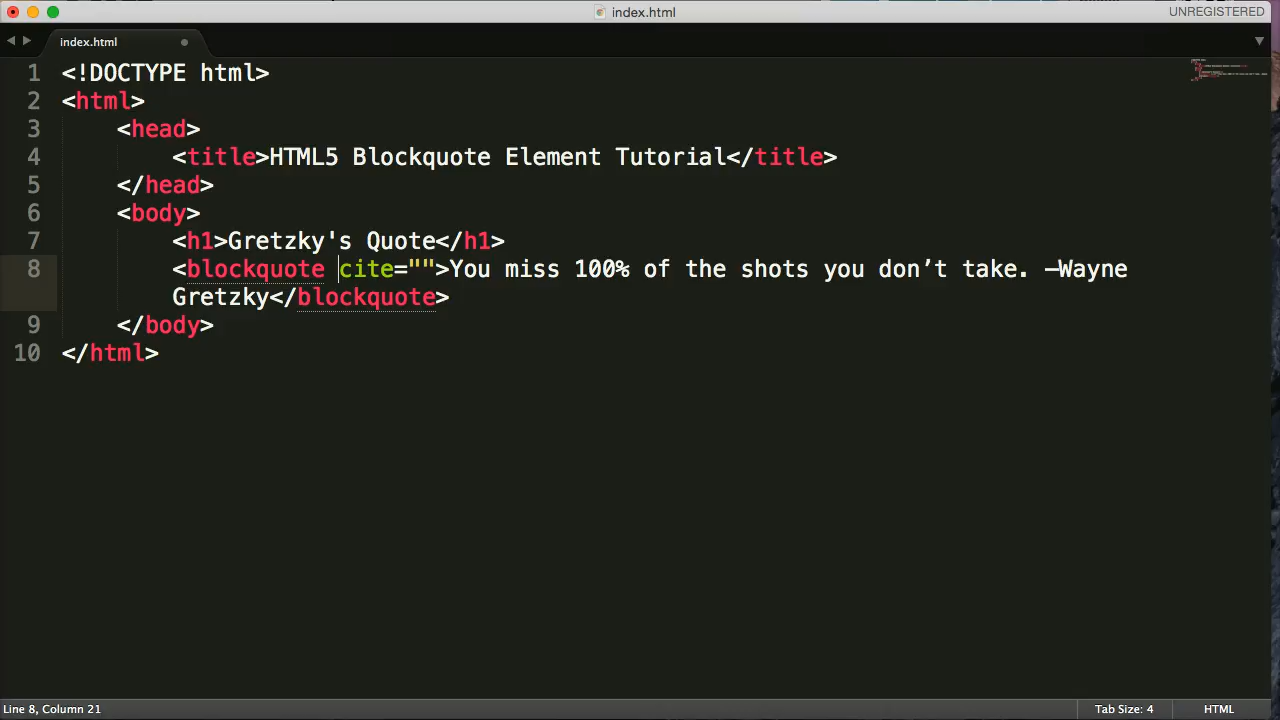 index.html
UNREGISTERED
index.html
1 <!DOCTYPE html>
2 <html>
3 <head>
4 <title>HTML5 Blockquote Element Tutorial</title>
5 </head>
6 <body>
7 <h1>Gretzky's Quote</h1>
8 <blockquote cite="">You miss 100% of the shots you don’t take. —Wayne
Gretzky</blockquote>
9 </body>
10 </html>
Line 8, Column 21
Tab Size: 4
HTML